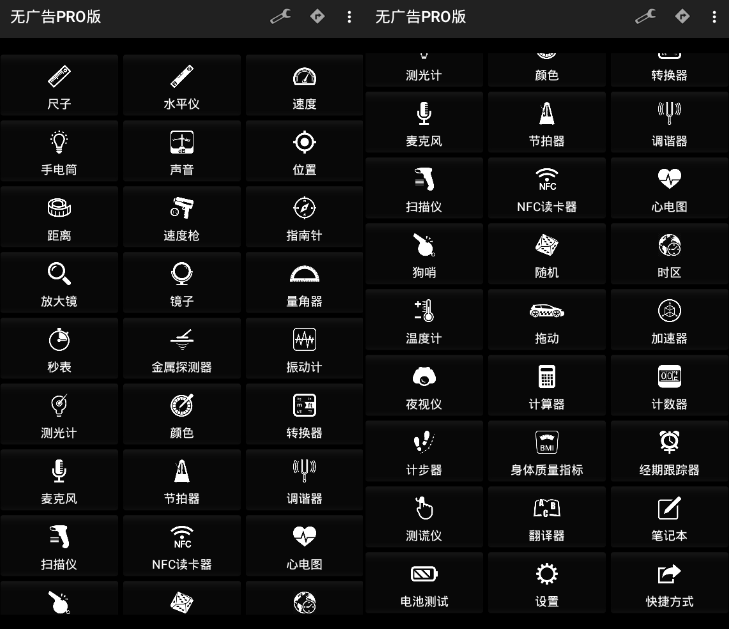 无广告PRO版
尺子
水平仪
速度
手电筒
声音
位置
距离
速度枪
指南针
放大镜
镜子
量角器
秒表
金属探测器
振动计
测光计
颜色
转换器
麦克风
节拍器
调谐器
扫描仪
NFC
NFC读卡器
心电图
无广告PRO版
测光计
颜色
转换器
麦克风
节拍器
调谐器
扫描仪
NFC
NFC读卡器
心电图
狗哨
随机
时区
温度计
拖动
加速器
夜视仪
计算器
计数器
计步器
BMI
身体质量指标
经期跟踪器
测谎仪
A B C
翻译器
笔记本
电池测试
设置
快捷方式